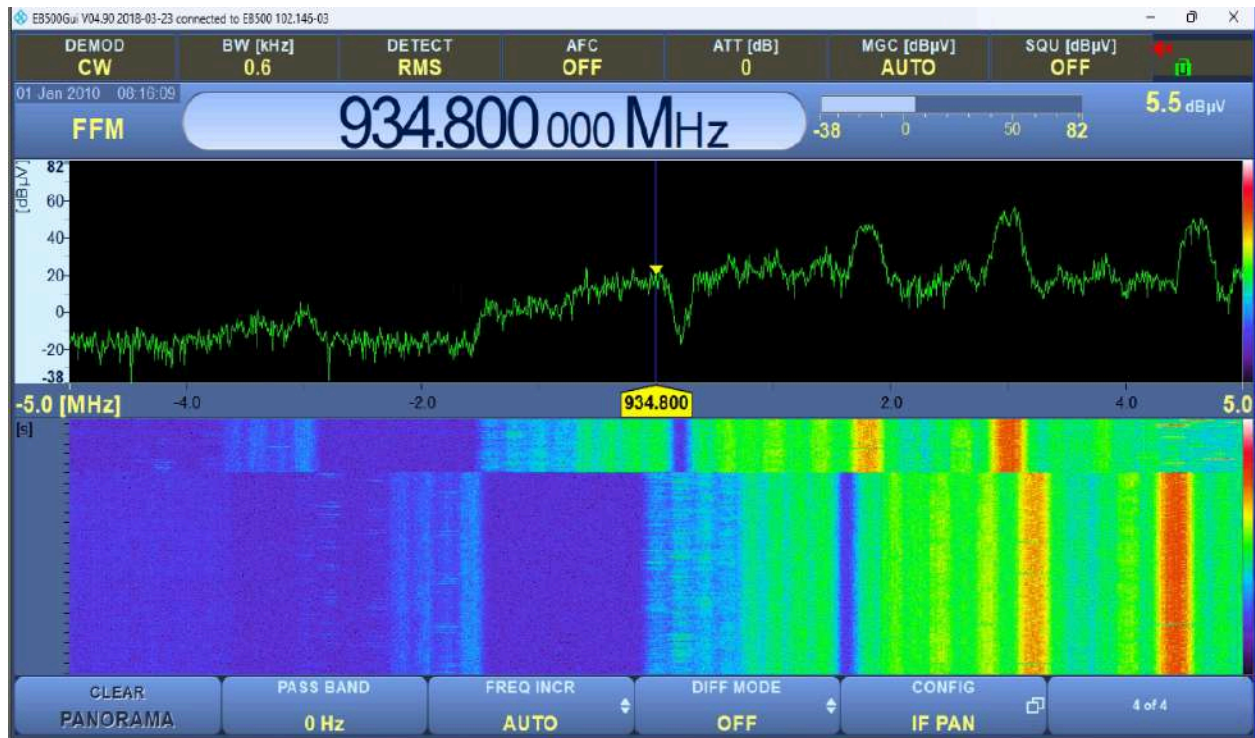 EB500Gui V04.90 2018-03-23 connected to EB500 102.146-03
DEMOD BW [kHz] DETECT AFC ATT [dB] MGC [dBµV] SQU [dBµV]
CW 0.6 RMS OFF 0 AUTO OFF
01 Jan 2010 08:16:09
FFM
934.800 000 MHz
-38 0 50 82
5.5 dBµV
[dBµV]
82
60
40
20
0
-20
-38
-5.0 [MHz] -4.0 -2.0 934.800 2.0 4.0 5.0
[s]
CLEAR PASS BAND FREQ INCR DIFF MODE CONFIG 4 of 4
PANORAMA 0 Hz AUTO OFF IF PAN